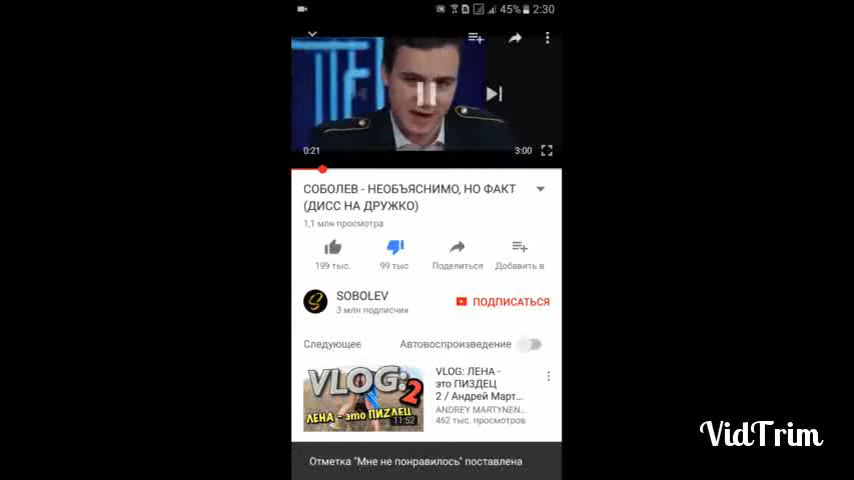 45% 2:30
0:21
3:00
СОБОЛЕВ - НЕОБЪЯСНИМО, НО ФАКТ
(ДИСС НА ДРУЖКО)
1,1 млн просмотра
199 тыс.
99 тыс
Поделиться
Добавить в
SOBOLEV
3 млн подписчик
ПОДПИСАТЬСЯ
Следующее
Автовоспроизведение
VLOG:2
ЛЕНА - это ПИZДЕЦ
11:52
VLOG: ЛЕНА -
это ПИЗДЕЦ
2 / Андрей Март...
ANDREY MARTYNEN...
462 тыс. просмотров
Отметка "Мне не понравилось" поставлена
VidTrim